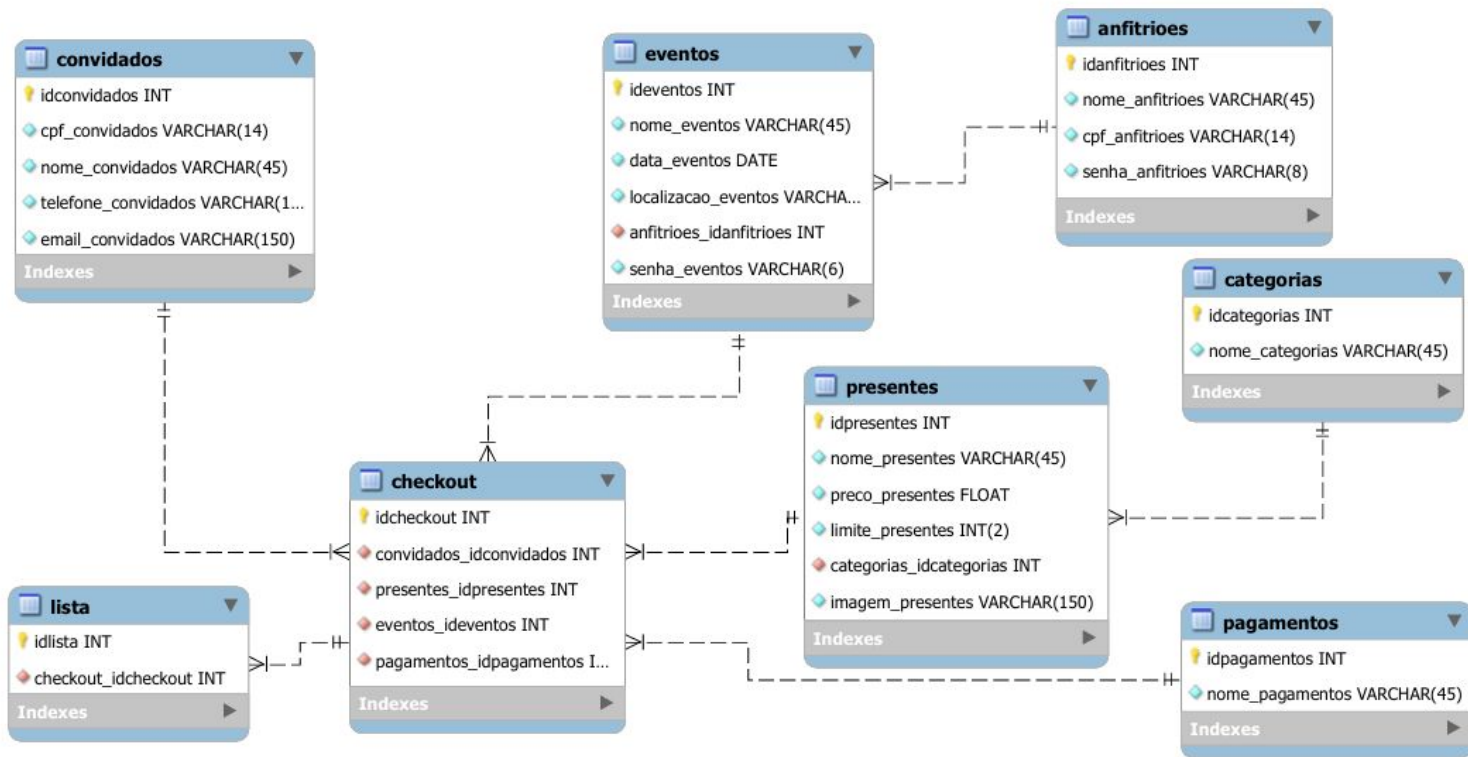 convidados
idconvidados INT
cpf_convidados VARCHAR(14)
nome_convidados VARCHAR(45)
telefone_convidados VARCHAR(1...
email_convidados VARCHAR(150)
Indexes
eventos
ideventos INT
nome_eventos VARCHAR(45)
data_eventos DATE
localizacao_eventos VARCHA...
anfitrioes_idanfitrioes INT
senha_eventos VARCHAR(6)
Indexes
anfitrioes
idanfitrioes INT
nome_anfitrioes VARCHAR(45)
cpf_anfitrioes VARCHAR(14)
senha_anfitrioes VARCHAR(8)
Indexes
categorias
idcategorias INT
nome_categorias VARCHAR(45)
Indexes
presentes
idpresentes INT
nome_presentes VARCHAR(45)
preco_presentes FLOAT
limite_presentes INT(2)
categorias_idcategorias INT
imagem_presentes VARCHAR(150)
Indexes
checkout
idcheckout INT
convidados_idconvidados INT
presentes_idpresentes INT
eventos_ideventos INT
pagamentos_idpagamentos I...
Indexes
lista
idlista INT
checkout_idcheckout INT
Indexes
pagamentos
idpagamentos INT
nome_pagamentos VARCHAR(45)
Indexes